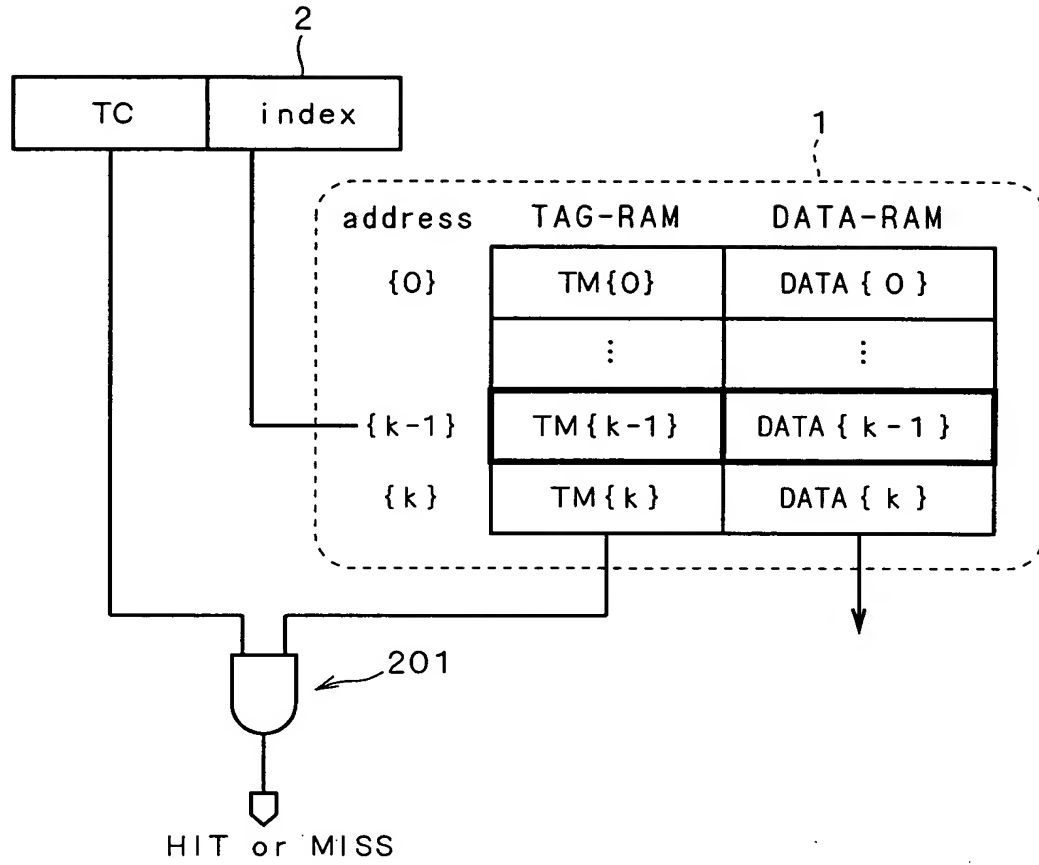 2
TC index
1
address TAG-RAM DATA-RAM
{0} TM{0} DATA{0}
⋮ ⋮
{k-1} TM{k-1} DATA{k-1}
{k} TM{k} DATA{k}
201
HIT or MISS